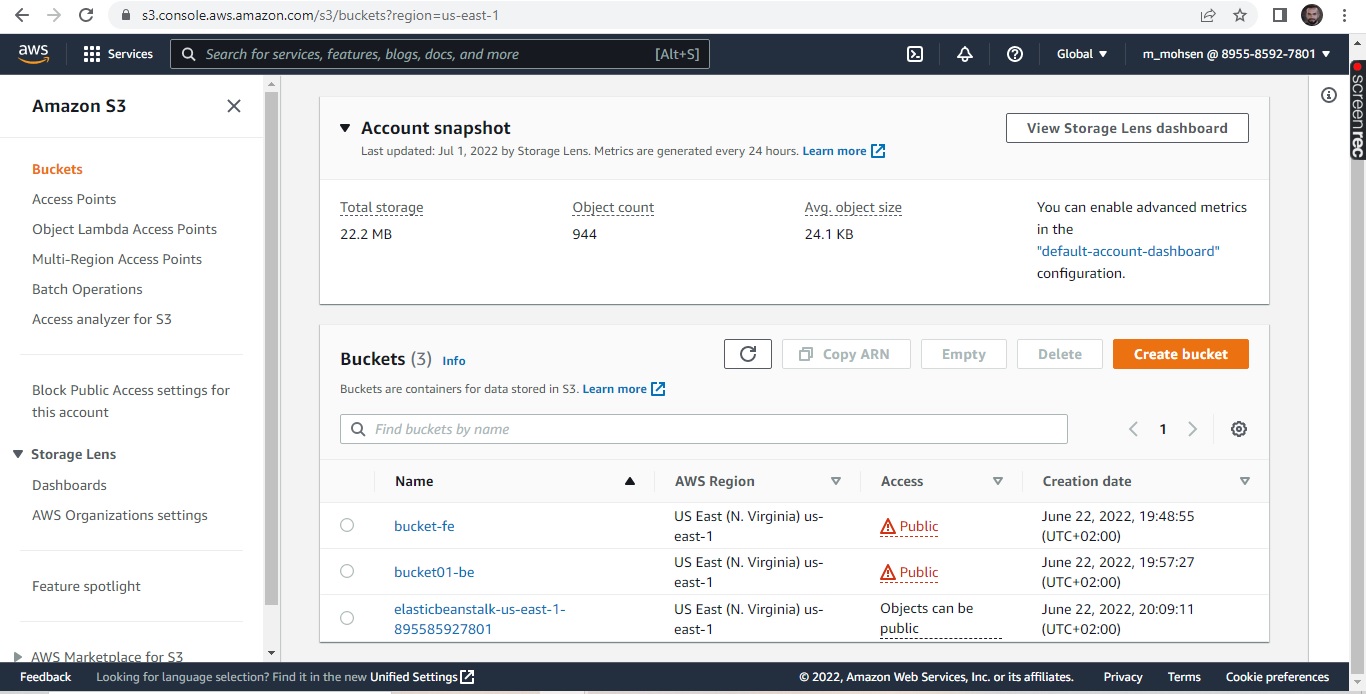 s3.console.aws.amazon.com/s3/buckets?region=us-east-1
aws
Services
Search for services, features, blogs, docs, and more
[Alt+S]
Global
m_mohsen @ 8955-8592-7801
Amazon S3
Buckets
Access Points
Object Lambda Access Points
Multi-Region Access Points
Batch Operations
Access analyzer for S3
Block Public Access settings for
this account
Storage Lens
Dashboards
AWS Organizations settings
Feature spotlight
AWS Marketplace for S3
Account snapshot
View Storage Lens dashboard
Last updated: Jul 1, 2022 by Storage Lens. Metrics are generated every 24 hours. Learn more
Total storage
22.2 MB
Object count
944
Avg. object size
24.1 KB
You can enable advanced metrics
in the
"default-account-dashboard"
configuration.
Buckets (3) Info
Copy ARN
Empty
Delete
Create bucket
Buckets are containers for data stored in S3. Learn more
Find buckets by name
1
Name
AWS Region
Access
Creation date
bucket-fe
US East (N. Virginia) us-
east-1
Public
June 22, 2022, 19:48:55
(UTC+02:00)
bucket01-be
US East (N. Virginia) us-
east-1
Public
June 22, 2022, 19:57:27
(UTC+02:00)
elasticbeanstalk-us-east-1-
895585927801
US East (N. Virginia) us-
east-1
Objects can be
public
June 22, 2022, 20:09:11
(UTC+02:00)
screenrec
Feedback
Looking for language selection? Find it in the new Unified Settings
© 2022, Amazon Web Services, Inc. or its affiliates.
Privacy
Terms
Cookie preferences